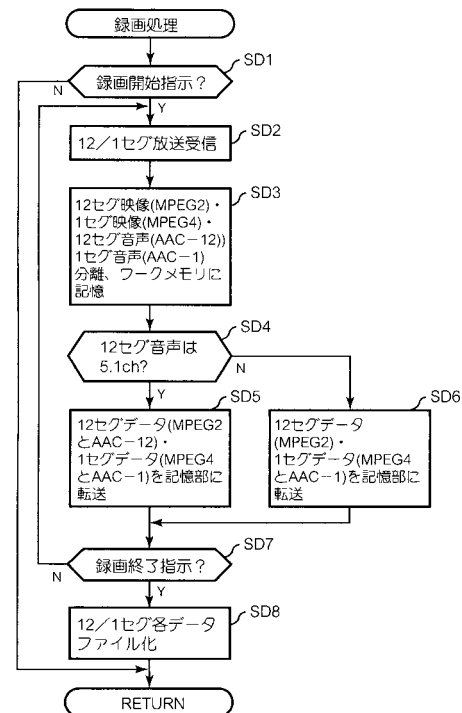 録画処理
SD1
録画開始指示？
N
Y
SD2
12／1セグ放送受信
SD3
12セグ映像(MPEG2)・
1セグ映像(MPEG4)・
12セグ音声(AAC－12))
1セグ音声(AAC－1)
分離、ワークメモリに
記憶
SD4
12セグ音声は
5.1ch?
N
Y
SD5
12セグデータ(MPEG2
とAAC－12)・
1セグデータ(MPEG4
とAAC－1)を記憶部に
転送
SD6
12セグデータ
(MPEG2)・
1セグデータ(MPEG4
とAAC－1)を記憶部に
転送
SD7
録画終了指示？
N
Y
SD8
12／1セグ各データ
ファイル化
RETURN